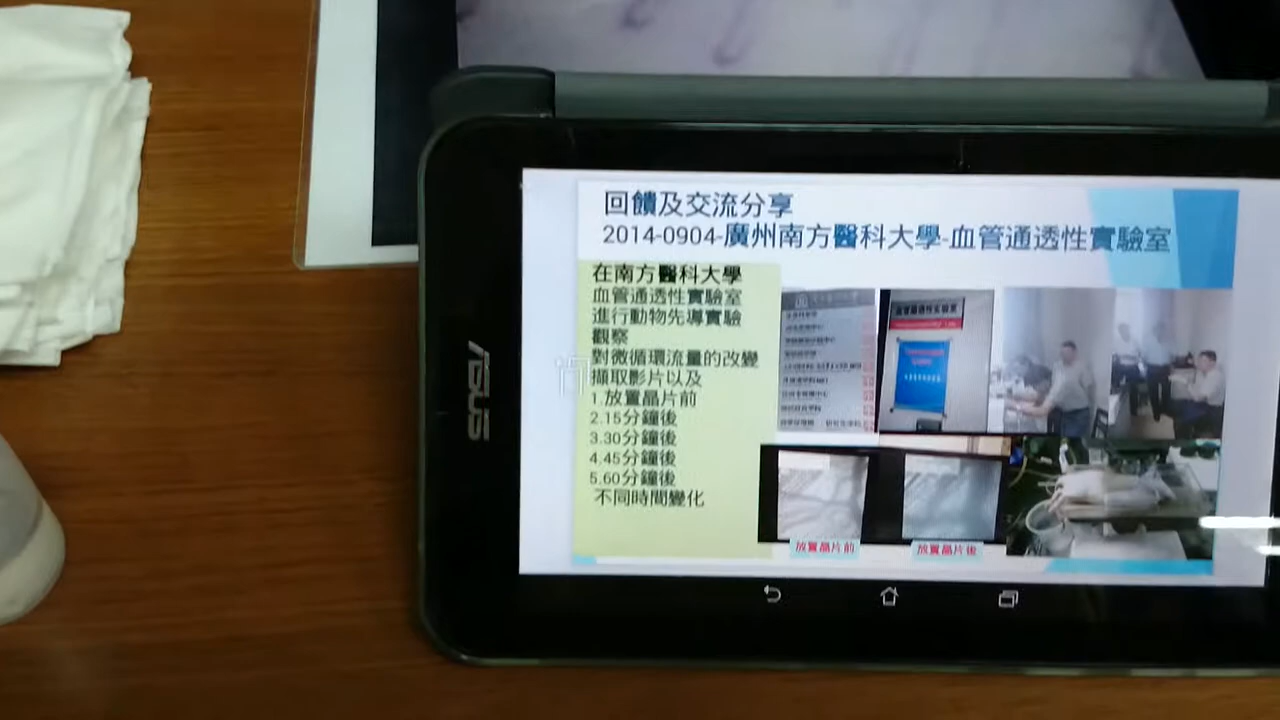 回饋及交流分享
2014-0904-廣州南方醫科大學-血管通透性實驗室
在南方醫科大學
血管通透性實驗室
進行動物先導實驗
觀察
對微循環流量的改變
擷取影片以及
1.放置晶片前
2.15分鐘後
3.30分鐘後
4.45分鐘後
5.60分鐘後
不同時間變化
放置晶片前
放置晶片後
ASUS